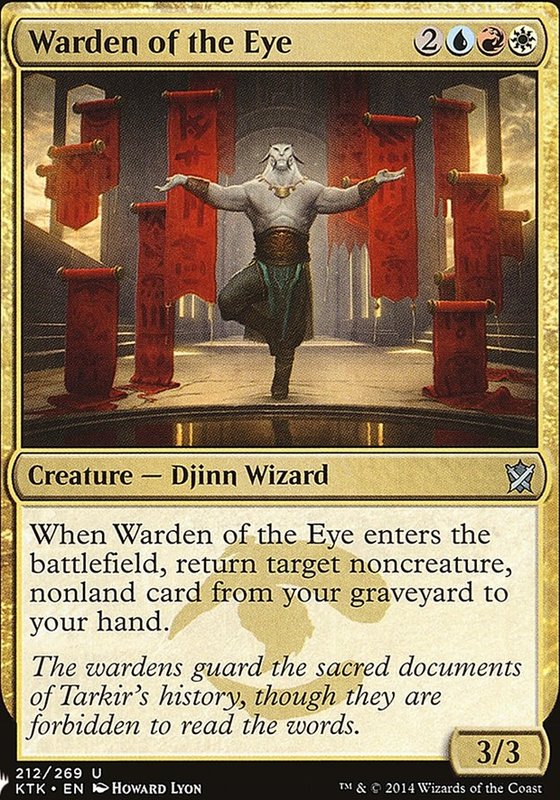 Warden of the Eye 2
Creature — Djinn Wizard
When Warden of the Eye enters the
battlefield, return target noncreature,
nonland card from your graveyard to
your hand.
The wardens guard the sacred documents
of Tarkir's history, though they are
forbidden to read the words.
3/3
212/269 U
KTK • EN Howard Lyon
™ & © 2014 Wizards of the Coast